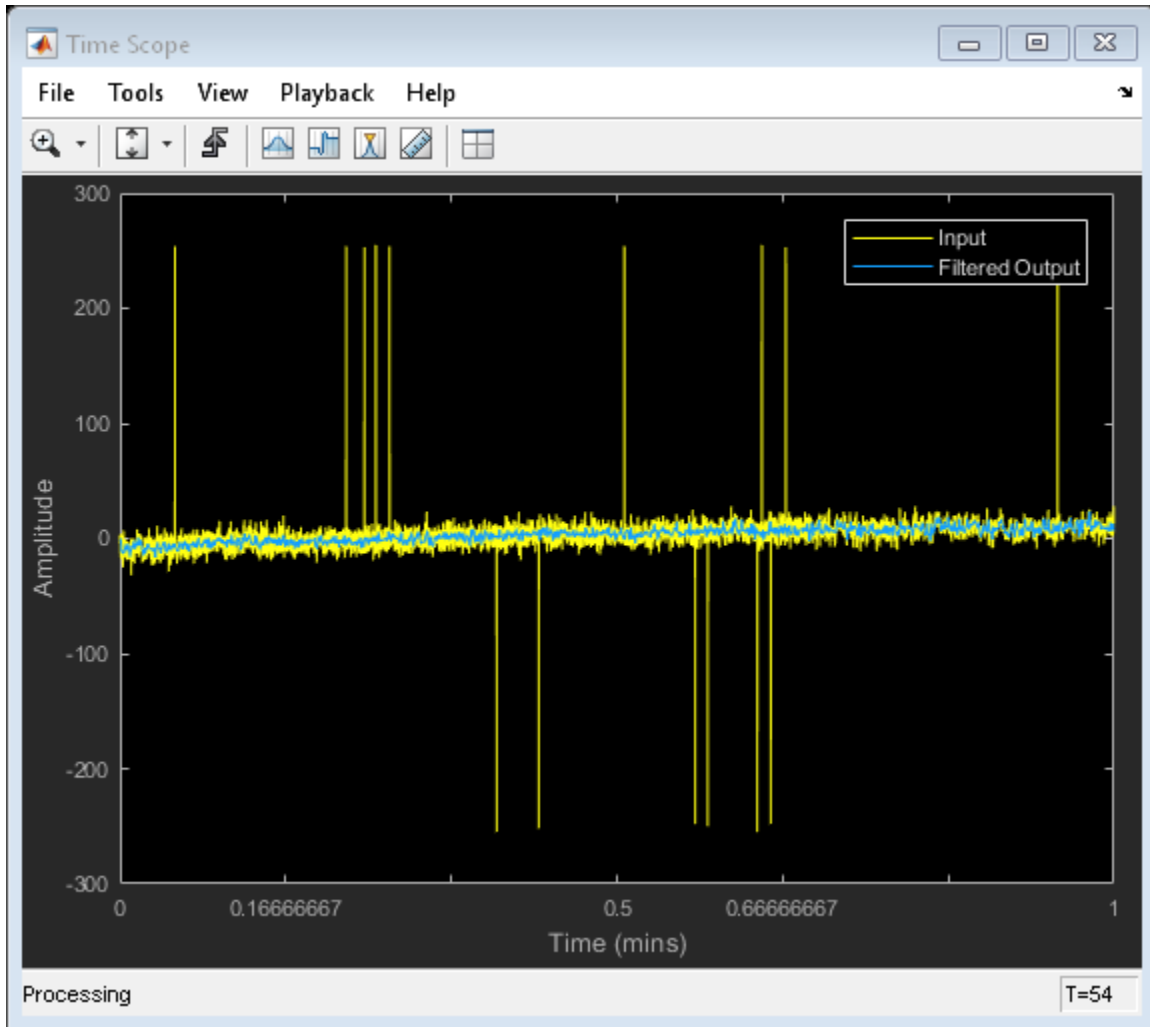 Time Scope
File Tools View Playback Help
300
Input
Filtered Output
200
100
0
-100
-200
-300
Amplitude
0 0.16666667 0.5 0.66666667 1
Time (mins)
Processing T=54